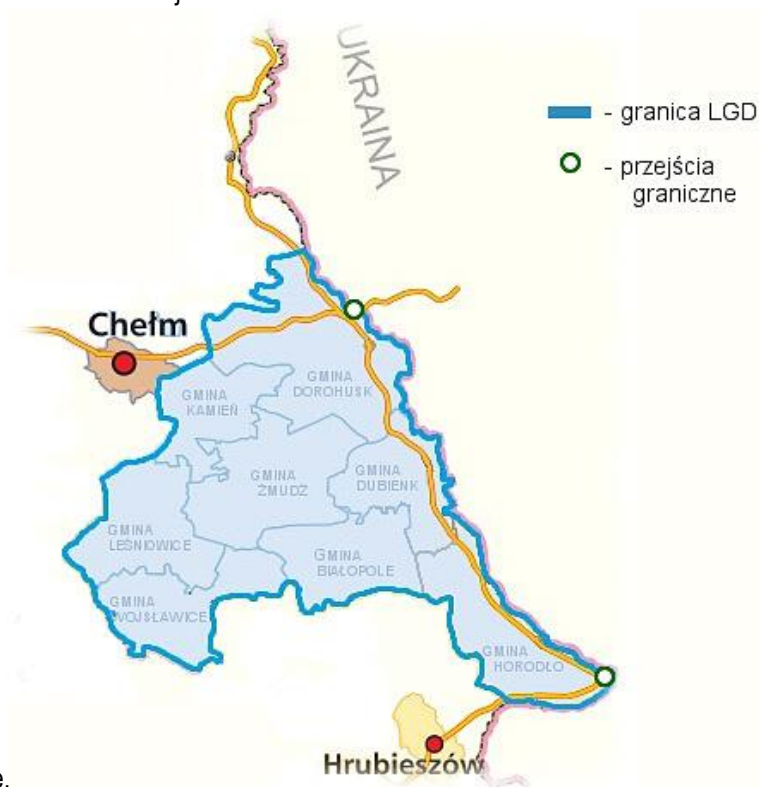 UKRAINA
- granica LGD
- przejścia
graniczne
Chełm
GMINA
DOROHUSK
GMINA
KAMIEŃ
GMINA
ŻMUDŹ
GMINA
DUBIENK
GMINA
LEŚNIOWICE
GMINA
BIAŁOPOLE
GMINA
WOJSŁAWICE
GMINA
HORODŁO
Hrubieszów
e.